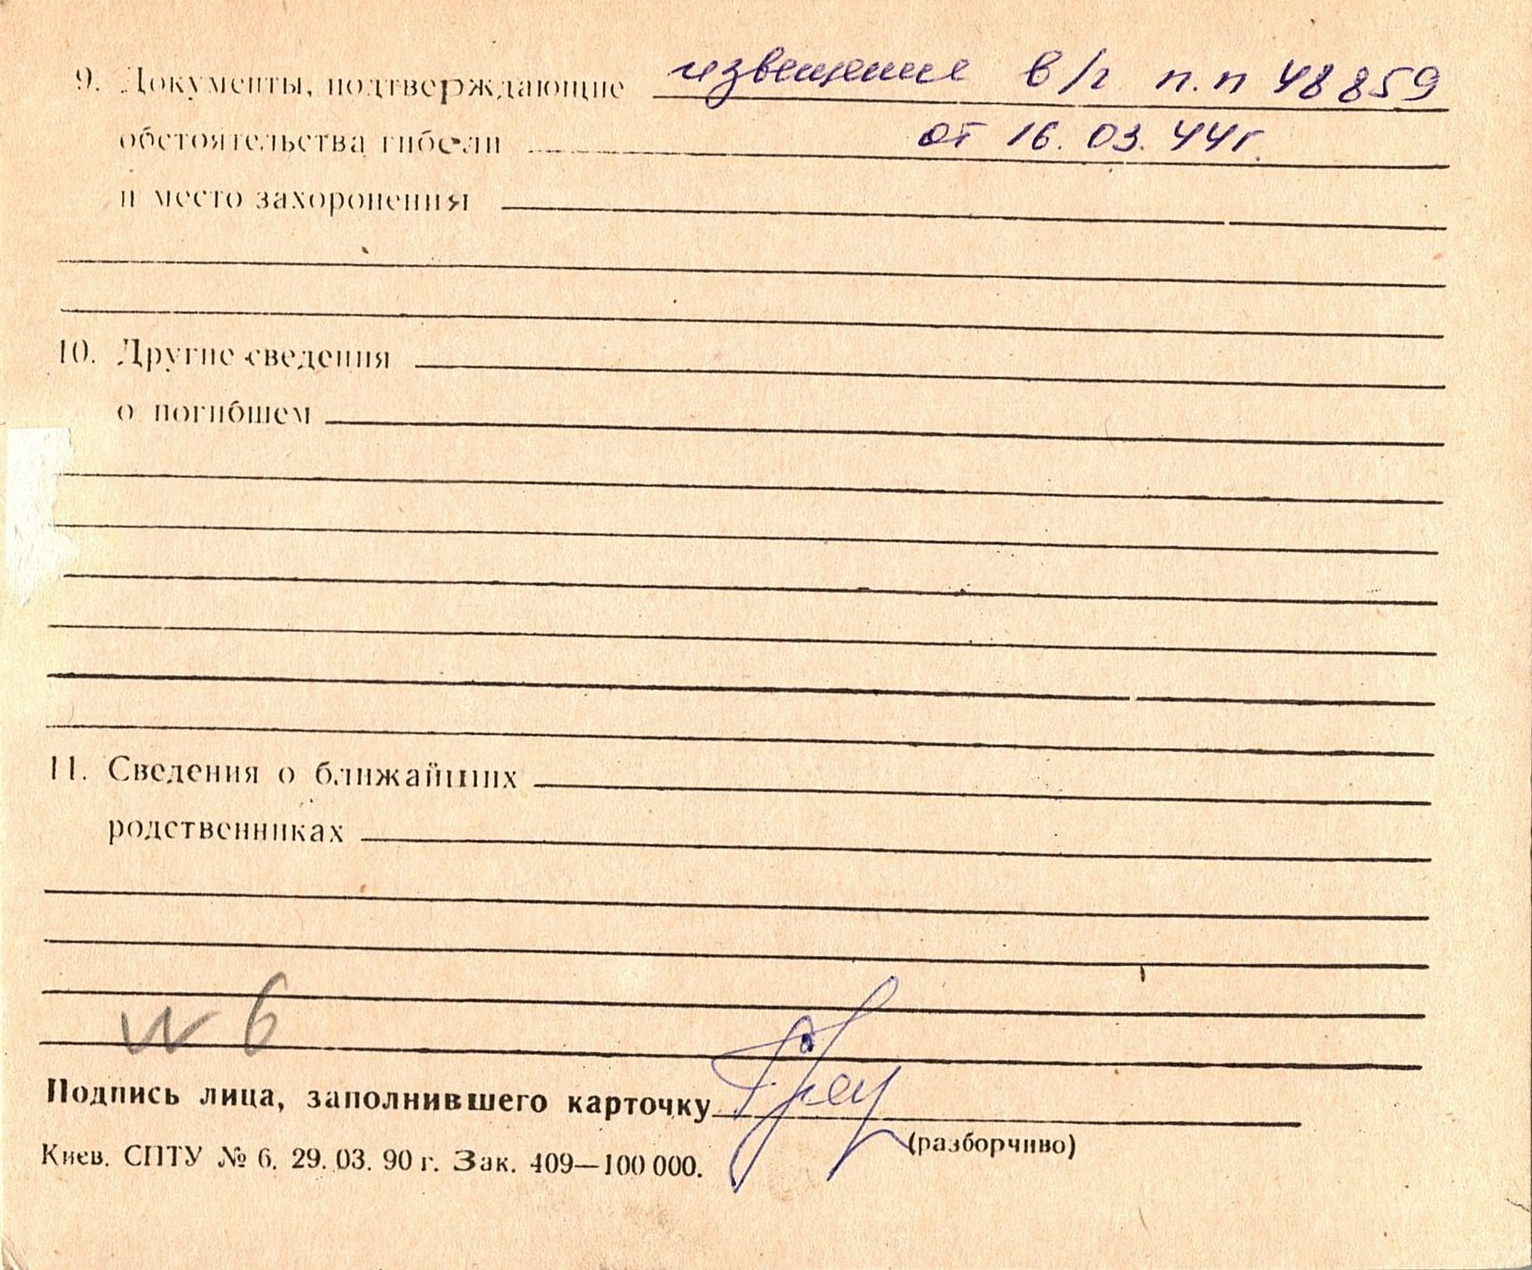 9. Документы, подтверждающие извещение в/ч п.п 48859
обстоятельства гибели от 16.03.44г.
и место захоронения
10. Другие сведения
о погибшем
11. Сведения о ближайших
родственниках
N 6
Подпись лица, заполнившего карточку
(разборчиво)
Киев. СПТУ № 6. 29.03.90 г. Зак. 409—100 000.